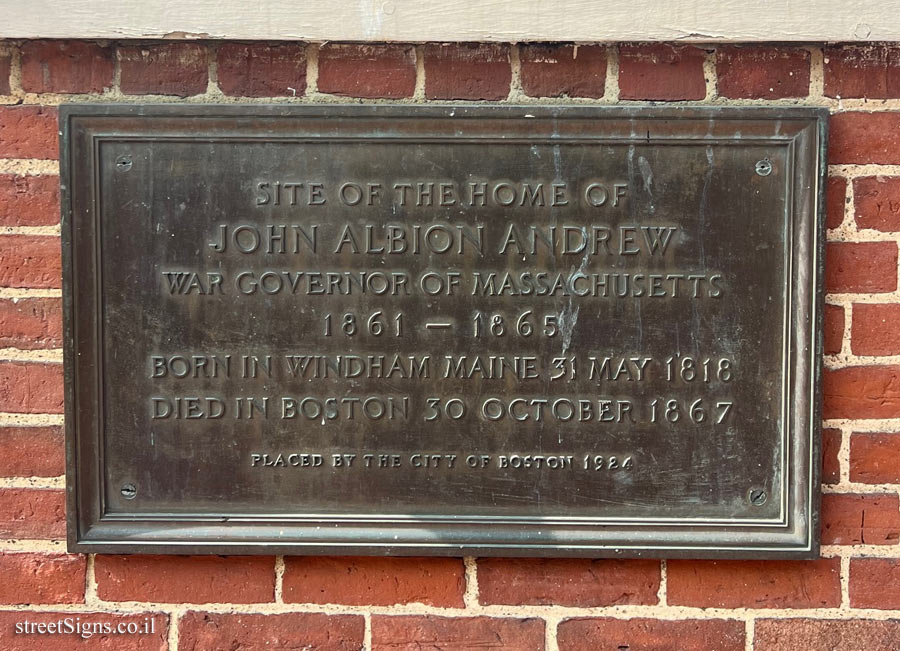 SITE OF THE HOME OF
JOHN ALBION ANDREW
WAR GOVERNOR OF MASSACHUSETTS
1861 — 1865
BORN IN WINDHAM MAINE 31 MAY 1818
DIED IN BOSTON 30 OCTOBER 1867
PLACED BY THE CITY OF BOSTON 1924
streetSigns.co.il